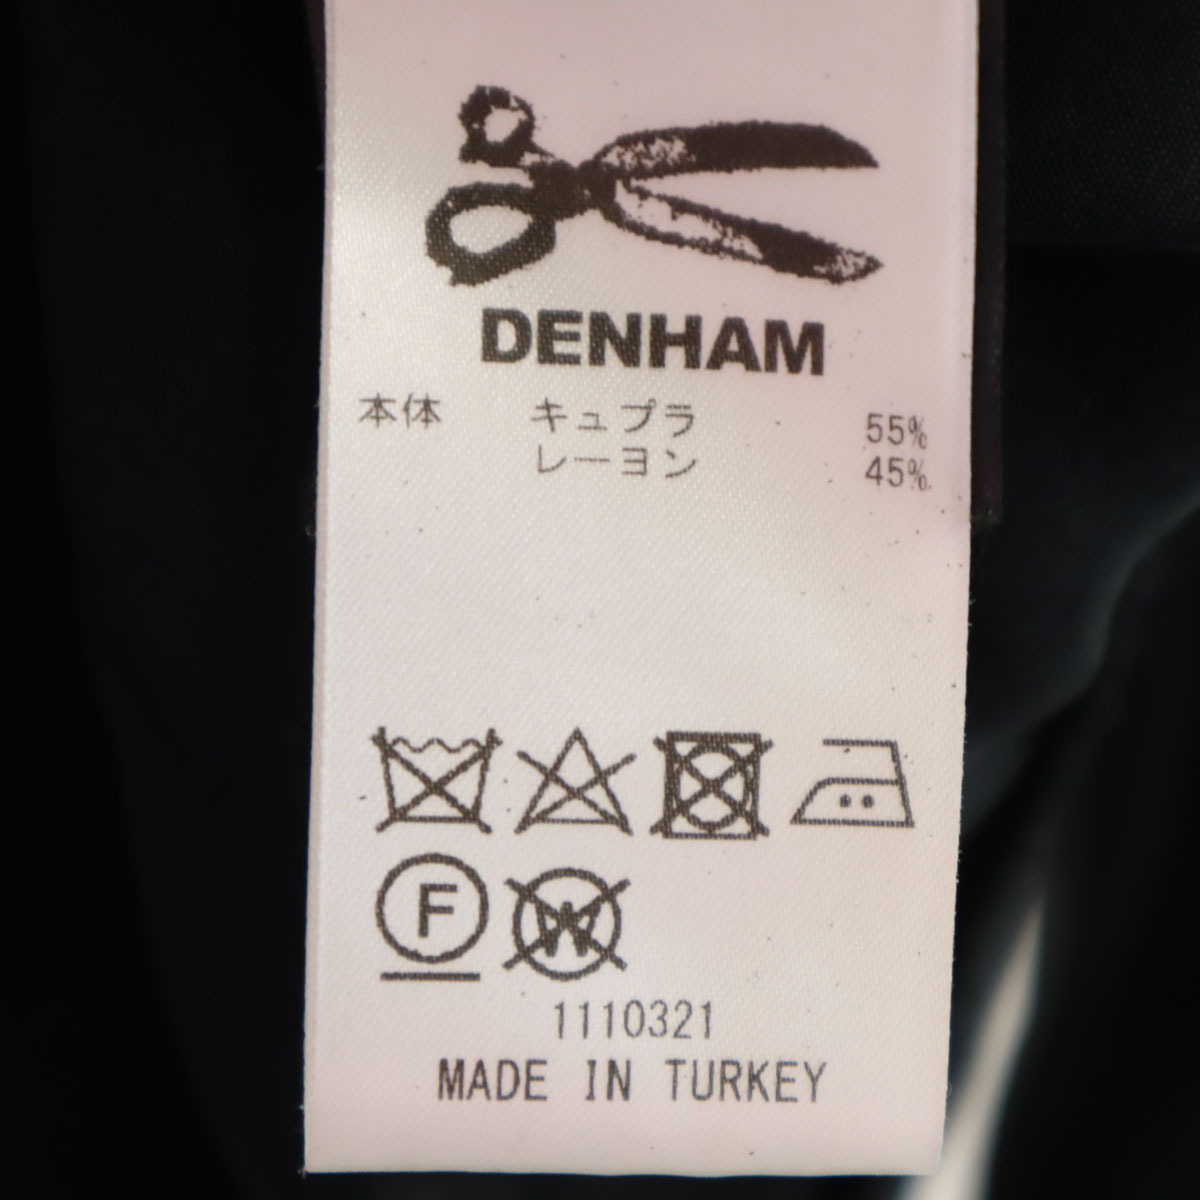 DENHAM
本体 キュプラ 55%
レーヨン 45%
F
W
1110321
MADE IN TURKEY